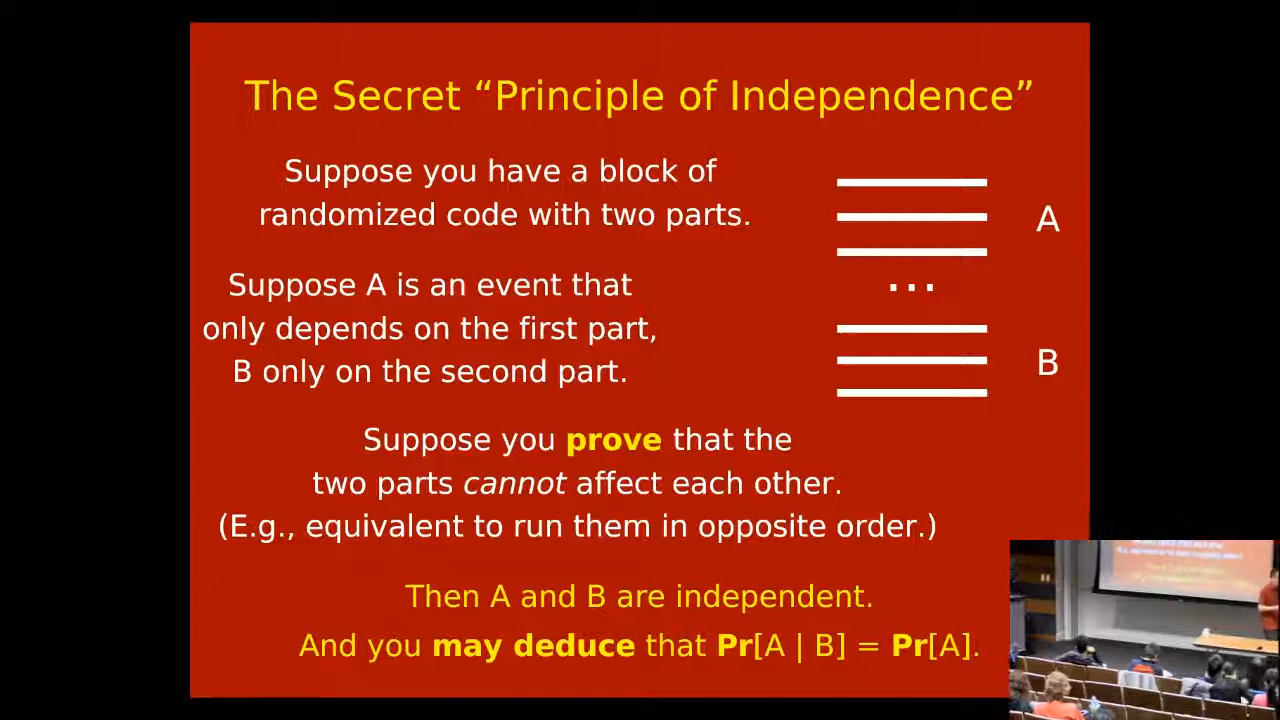 The Secret “Principle of Independence”
Suppose you have a block of
randomized code with two parts.
A
Suppose A is an event that
only depends on the first part,
B only on the second part.
...
B
Suppose you prove that the
two parts cannot affect each other.
(E.g., equivalent to run them in opposite order.)
Then A and B are independent.
And you may deduce that Pr[A | B] = Pr[A].